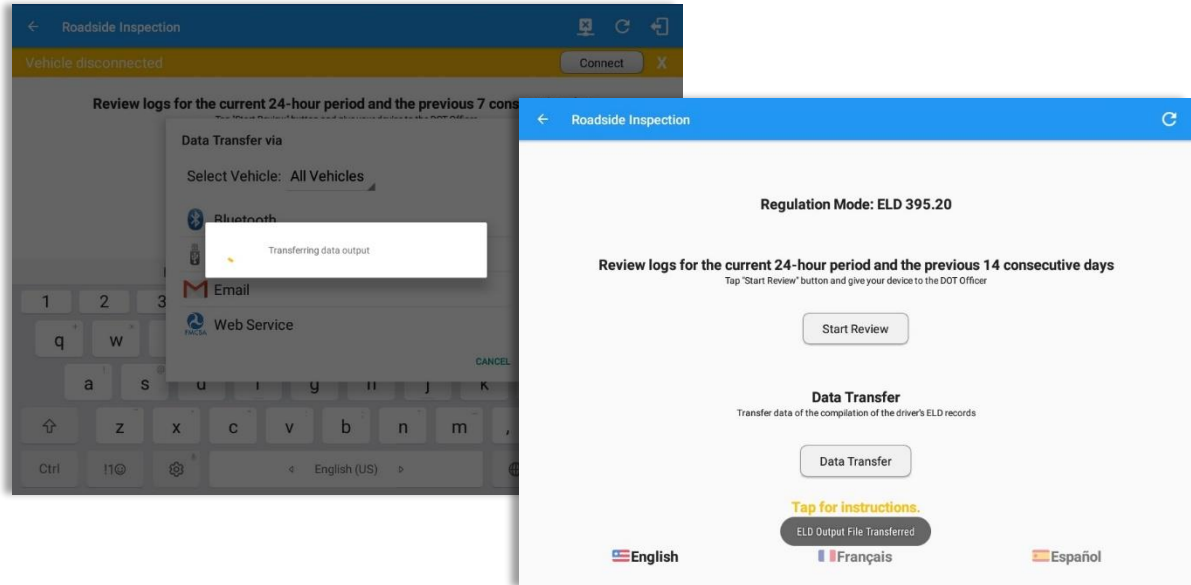 Roadside Inspection
Vehicle disconnected
Connect
X
Review logs for the current 24-hour period and the previous 7 cons
Data Transfer via
Select Vehicle: All Vehicles
Bluetooth
Transferring data output
Email
FMCSA
Web Service
CANCEL
1 2 3
q w
a s d f g h j k
z x c v b n m ,
Ctrl !1☺ English (US)
Roadside Inspection
Regulation Mode: ELD 395.20
Review logs for the current 24-hour period and the previous 14 consecutive days
Tap "Start Review" button and give your device to the DOT Officer
Start Review
Data Transfer
Transfer data of the compilation of the driver's ELD records
Data Transfer
Tap for instructions.
ELD Output File Transferred
English Français Español